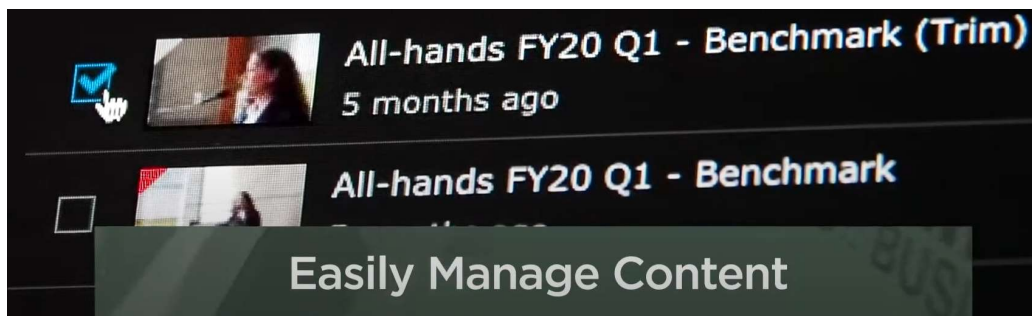 All-hands FY20 Q1 - Benchmark (Trim)
5 months ago
All-hands FY20 Q1 - Benchmark
Easily Manage Content